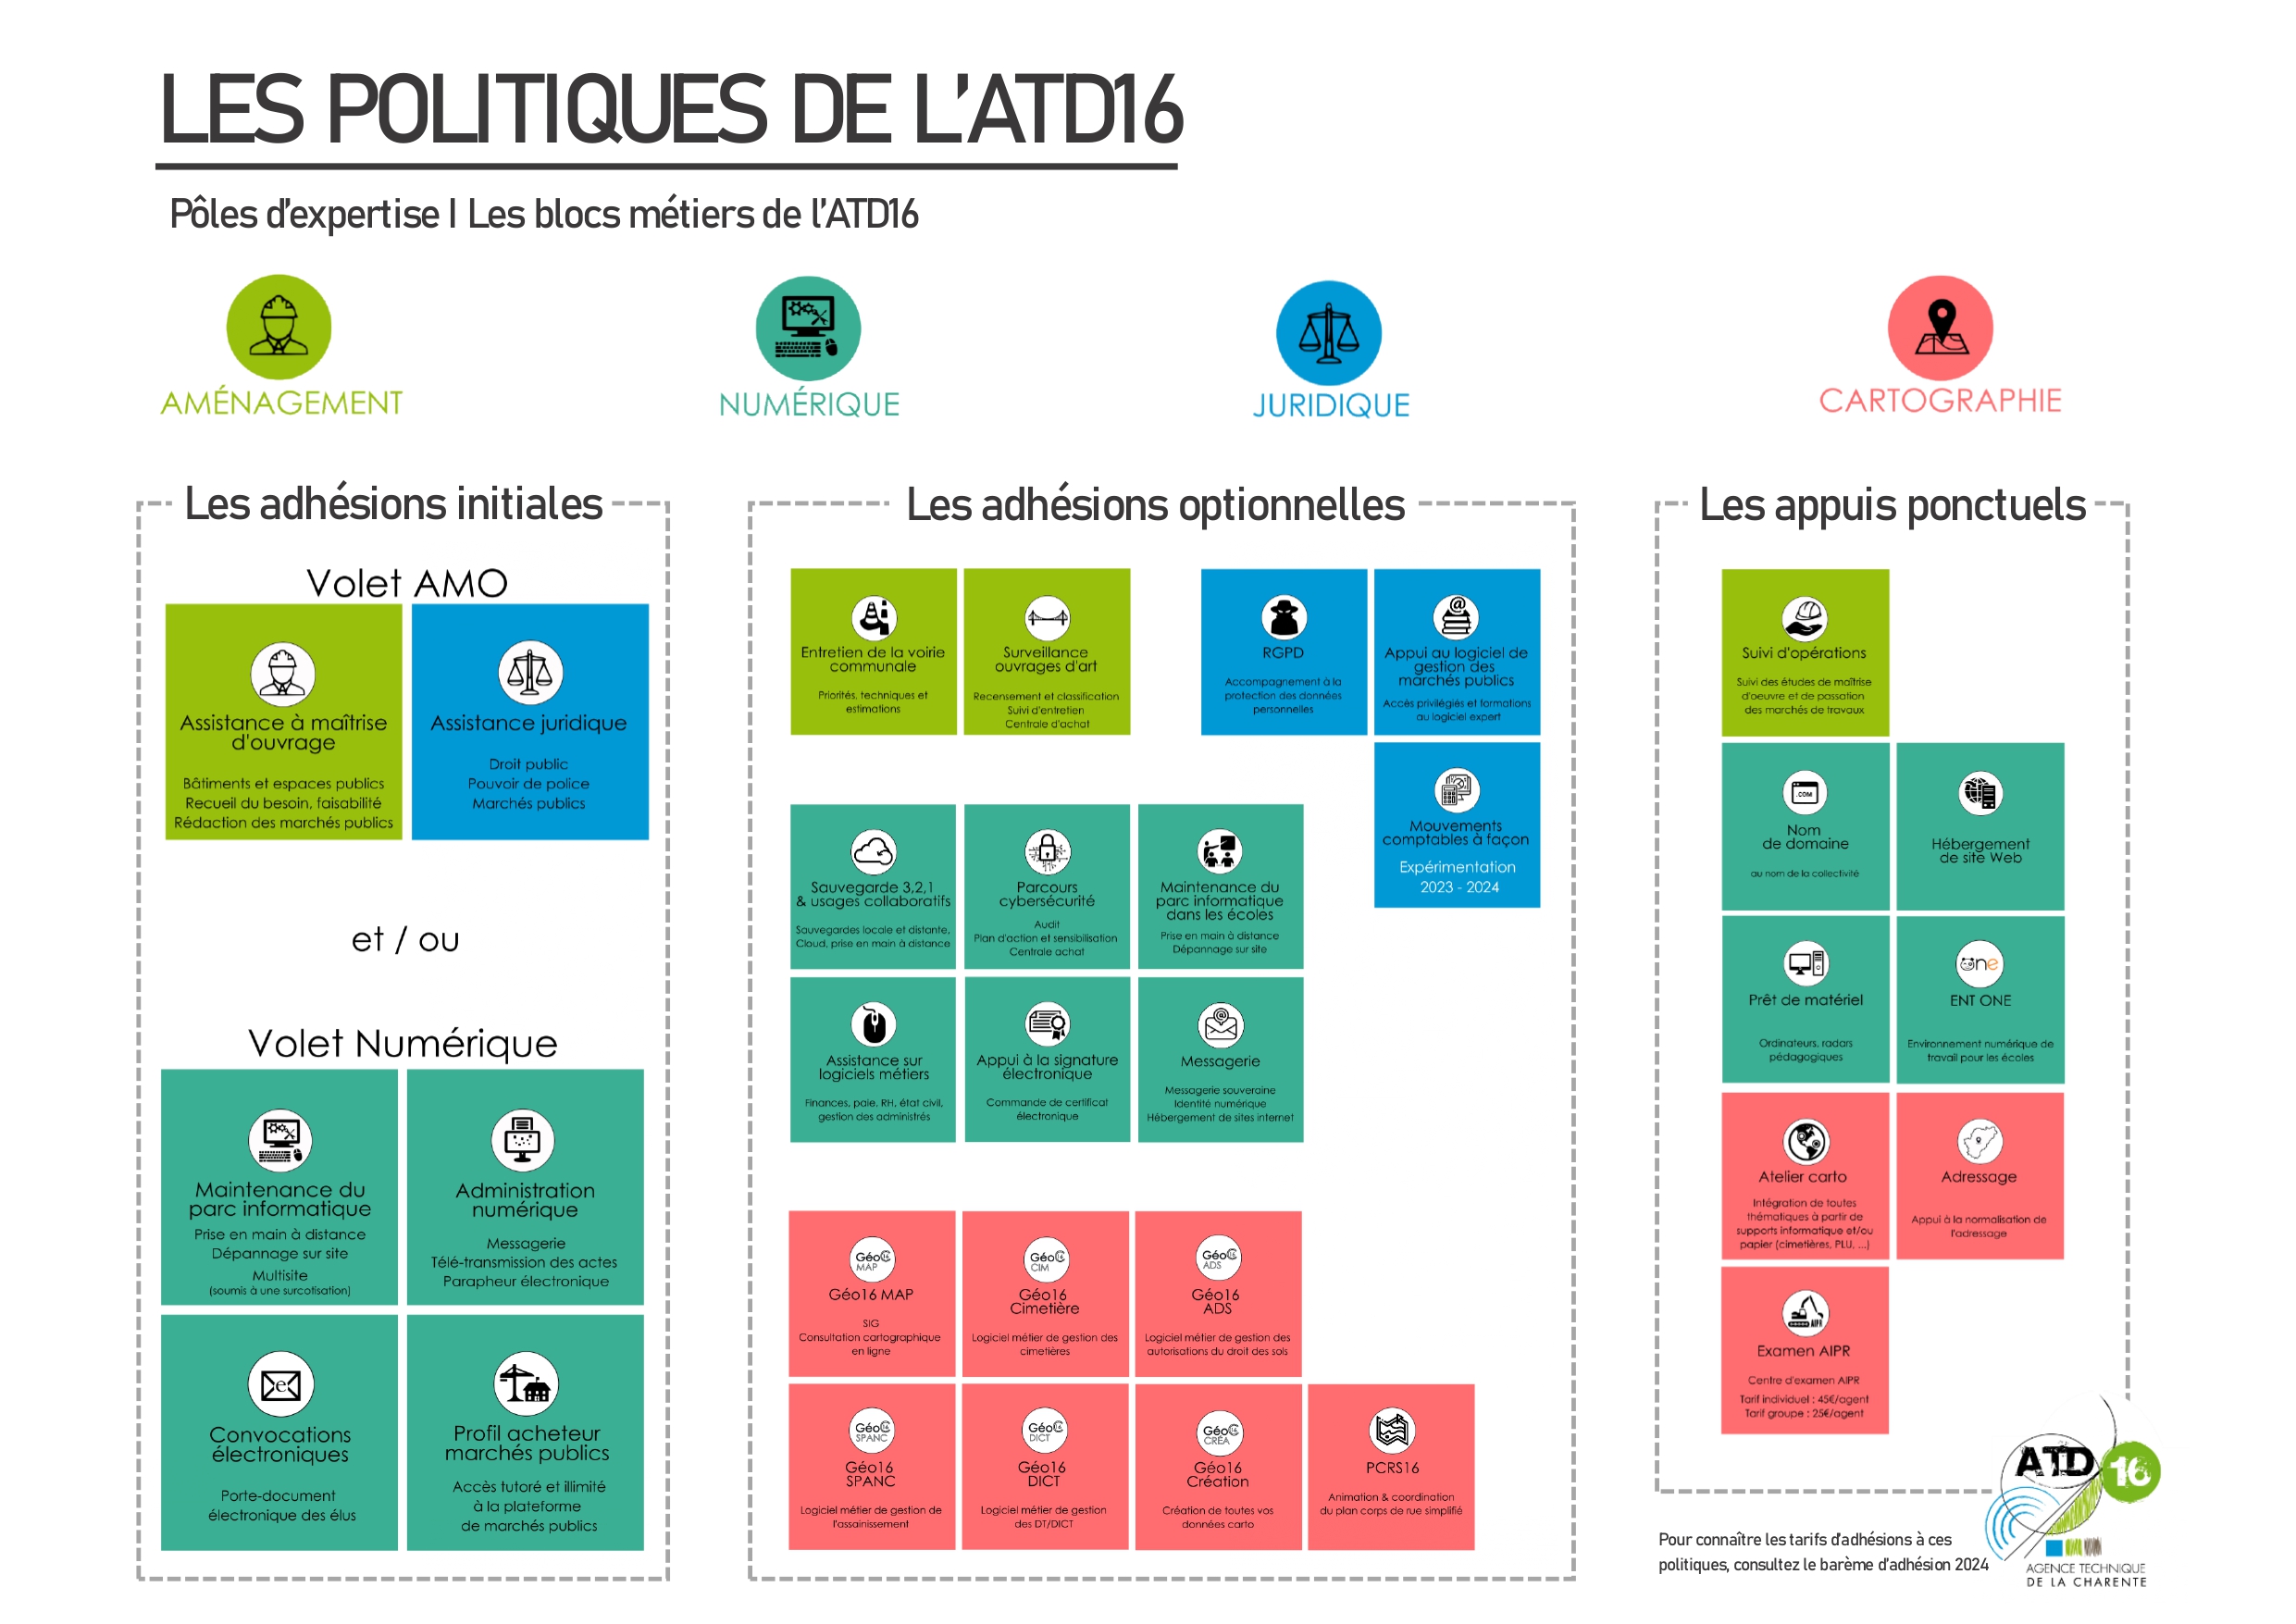 LES POLITIQUES DE L'ATD16
Pôles d'expertise I Les blocs métiers de l'ATD16
AMÉNAGEMENT
NUMÉRIQUE
JURIDIQUE
CARTOGRAPHIE
Les adhésions initiales
Volet AMO
Assistance à maîtrise
d'ouvrage
Bâtiments et espaces publics
Recueil du besoin, faisabilité
Rédaction des marchés publics
Assistance juridique
Droit public
Pouvoir de police
Marchés publics
et / ou
Volet Numérique
Maintenance du
parc informatique
Prise en main à distance
Dépannage sur site
Multisite
(soumis à une surcotisation)
Administration
numérique
Messagerie
Télé-transmission des actes
Parapheur électronique
Convocations
électroniques
Porte-document
électronique des élus
Profil acheteur
marchés publics
Accès tutoré et illimité
à la plateforme
de marchés publics
Les adhésions optionnelles
Entretien de la voirie
communale
Priorités, techniques et
estimations
Surveillance
ouvrages d'art
Recensement et classification
Suivi d'entretien
Centrale d'achat
RGPD
Accompagnement à la
protection des données
personnelles
Appui au logiciel de
gestion des
marchés publics
Accès privilégiés et formations
au logiciel expert
Mouvements
comptables à façon
Expérimentation
2023 - 2024
Sauvegarde 3,2,1
& usages collaboratifs
Sauvegardes locale et distante,
Cloud, prise en main à distance
Parcours
cybersécurité
Audit
Plan d'action et sensibilisation
Centrale achat
Maintenance du
parc informatique
dans les écoles
Prise en main à distance
Dépannage sur site
Assistance sur
logiciels métiers
Finances, paie, RH, état civil,
gestion des administrés
Appui à la signature
électronique
Commande de certificat
électronique
Messagerie
Messagerie souveraine
Identité numérique
Hébergement de sites internet
Géo16
MAP
Géo16 MAP
SIG
Consultation cartographique
en ligne
Géo16
CIM
Géo16
Cimetière
Logiciel métier de gestion des
cimetières
Géo16
ADS
Géo16
ADS
Logiciel métier de gestion des
autorisations du droit des sols
Géo16
SPANC
Géo16
SPANC
Logiciel métier de gestion de
l'assainissement
Géo16
DICT
Géo16
DICT
Logiciel métier de gestion
des DT/DICT
Géo16
CRÉA
Géo16
Création
Création de toutes vos
données carto
PCRS16
Animation & coordination
du plan corps de rue simplifié
Les appuis ponctuels
Suivi d'opérations
Suivi des études de maîtrise
d'oeuvre et de passation
des marchés de travaux
.COM
Nom
de domaine
au nom de la collectivité
Hébergement
de site Web
Prêt de matériel
Ordinateurs, radars
pédagogiques
one
ENT ONE
Environnement numérique de
travail pour les écoles
Atelier carto
Intégration de toutes
thématiques à partir de
supports informatique et/ou
papier (cimetières, PLU, ...)
Adressage
Appui à la normalisation de
l'adressage
AIPR
Examen AIPR
Centre d'examen AIPR
Tarif individuel : 45€/agent
Tarif groupe : 25€/agent
Pour connaître les tarifs d'adhésions à ces
politiques, consultez le barème d'adhésion 2024
ATD 16
AGENCE TECHNIQUE
DE LA CHARENTE